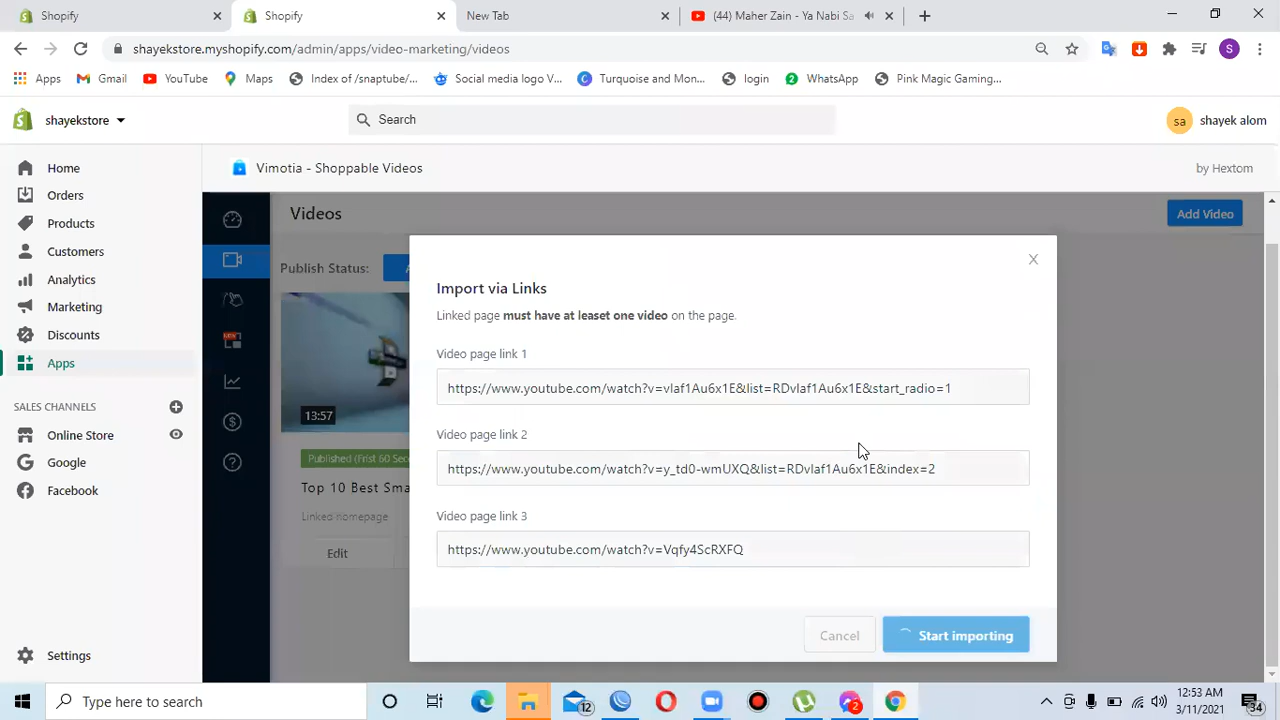 Shopify
Shopify
New Tab
(44) Maher Zain - Ya Nabi Sa
shayekstore.myshopify.com/admin/apps/video-marketing/videos
S
Apps
Gmail
YouTube
Maps
Index of /snaptube/...
Social media logo V...
Turquoise and Mon...
login
2
WhatsApp
Pink Magic Gaming...
shayekstore
Search
sa
shayek alom
Home
Orders
Products
Customers
Analytics
Marketing
Discounts
Apps
SALES CHANNELS
Online Store
Google
Facebook
Settings
Vimotia - Shoppable Videos
by Hextom
Videos
Add Video
Publish Status:
13:57
Published (Frist 60 Seco
Top 10 Best Sma
Linked homepage
Edit
Import via Links
Linked page must have at leaset one video on the page.
Video page link 1
https://www.youtube.com/watch?v=vlaf1Au6x1E&list=RDvlaf1Au6x1E&start_radio=1
Video page link 2
https://www.youtube.com/watch?v=y_td0-wmUXQ&list=RDvlaf1Au6x1E&index=2
Video page link 3
https://www.youtube.com/watch?v=Vqfy4ScRXFQ
Cancel
Start importing
Type here to search
12
2
12:53 AM
3/11/2021
34